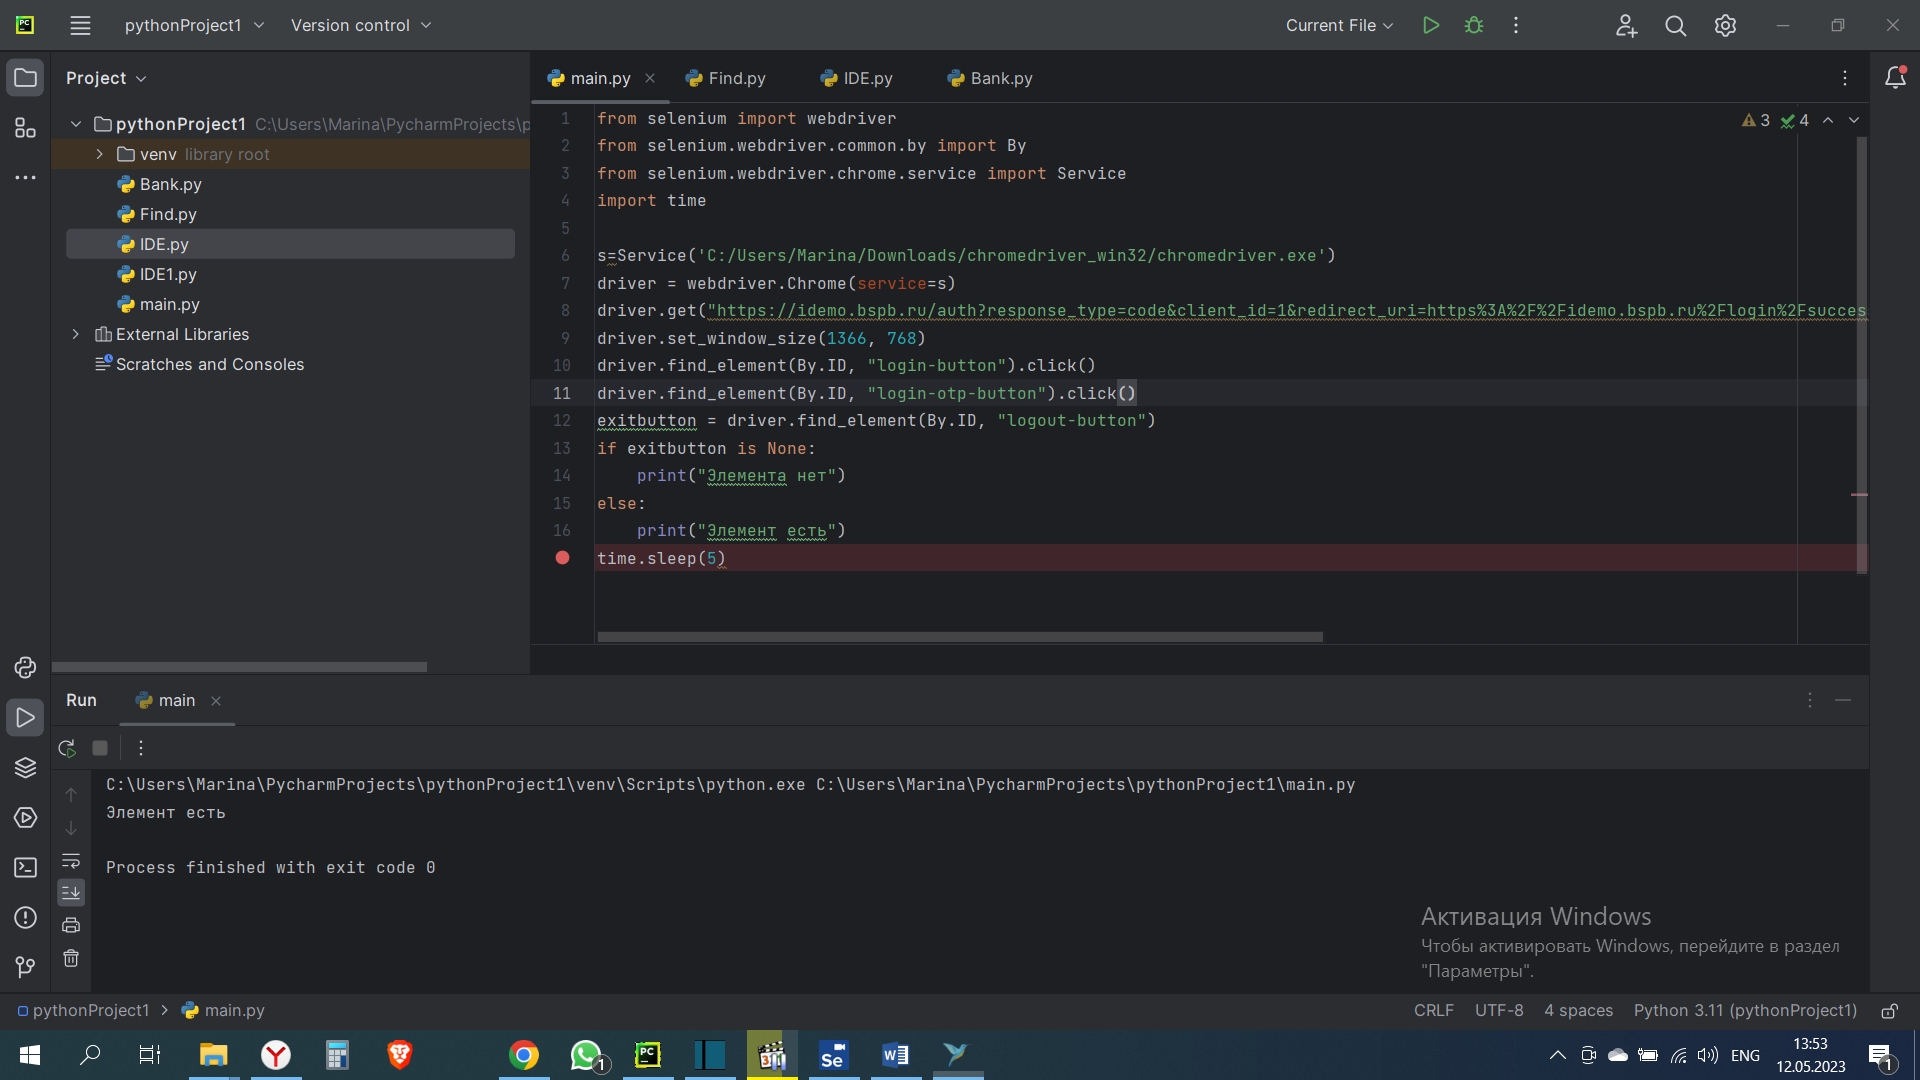 pythonProject1
Version control
Current File
Project
main.py
Find.py
IDE.py
Bank.py
pythonProject1 C:\Users\Marina\PycharmProjects\p
venv library root
Bank.py
Find.py
IDE.py
IDE1.py
main.py
External Libraries
Scratches and Consoles
3 4
1 from selenium import webdriver
2 from selenium.webdriver.common.by import By
3 from selenium.webdriver.chrome.service import Service
4 import time
5
6 s=Service('C:/Users/Marina/Downloads/chromedriver_win32/chromedriver.exe')
7 driver = webdriver.Chrome(service=s)
8 driver.get("https://idemo.bspb.ru/auth?response_type=code&client_id=1&redirect_uri=https%3A%2F%2Fidemo.bspb.ru%2Flogin%2Fsucces
9 driver.set_window_size(1366, 768)
10 driver.find_element(By.ID, "login-button").click()
11 driver.find_element(By.ID, "login-otp-button").click()
12 exitbutton = driver.find_element(By.ID, "logout-button")
13 if exitbutton is None:
14 print("Элемента нет")
15 else:
16 print("Элемент есть")
time.sleep(5)
Run
main
C:\Users\Marina\PycharmProjects\pythonProject1\venv\Scripts\python.exe C:\Users\Marina\PycharmProjects\pythonProject1\main.py
Элемент есть
Process finished with exit code 0
Активация Windows
Чтобы активировать Windows, перейдите в раздел
"Параметры".
pythonProject1 > main.py
CRLF UTF-8 4 spaces Python 3.11 (pythonProject1)
1
PC
Se
W
ENG
13:53
12.05.2023
1